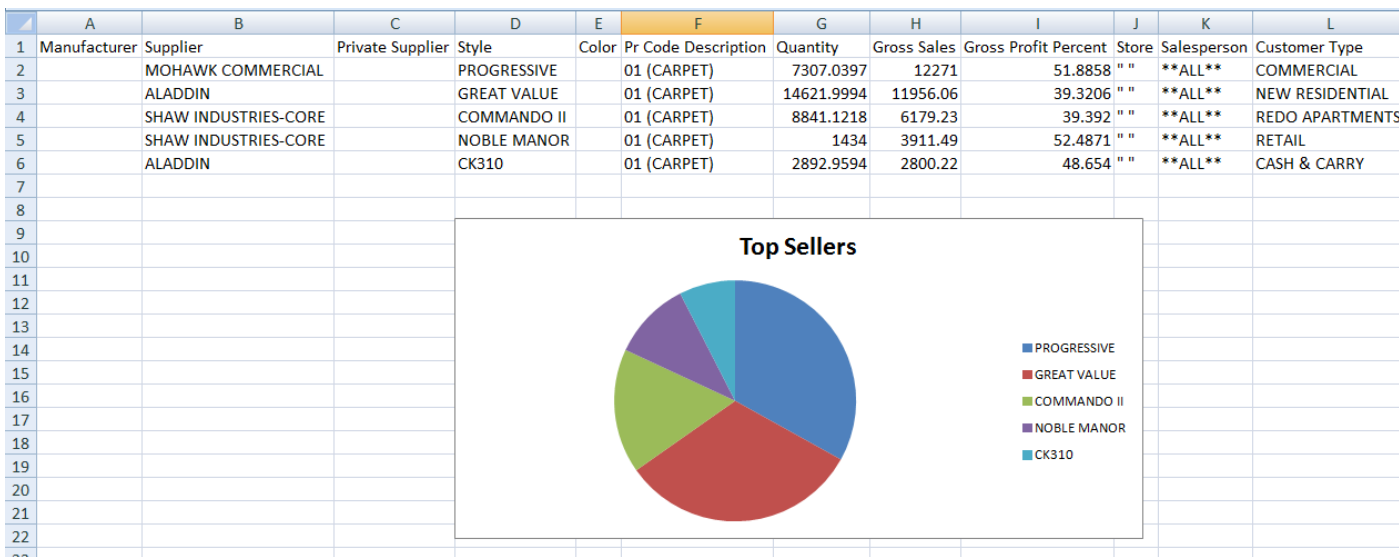 A B C D E F G H I J K L
1 Manufacturer Supplier Private Supplier Style Color Pr Code Description Quantity Gross Sales Gross Profit Percent Store Salesperson Customer Type
2 MOHAWK COMMERCIAL PROGRESSIVE 01 (CARPET) 7307.0397 12271 51.8858 " " **ALL** COMMERCIAL
3 ALADDIN GREAT VALUE 01 (CARPET) 14621.9994 11956.06 39.3206 " " **ALL** NEW RESIDENTIAL
4 SHAW INDUSTRIES-CORE COMMANDO II 01 (CARPET) 8841.1218 6179.23 39.392 " " **ALL** REDO APARTMENTS
5 SHAW INDUSTRIES-CORE NOBLE MANOR 01 (CARPET) 1434 3911.49 52.4871 " " **ALL** RETAIL
6 ALADDIN CK310 01 (CARPET) 2892.9594 2800.22 48.654 " " **ALL** CASH & CARRY
7
8
9
10 Top Sellers
11
12
13
14 PROGRESSIVE
15 GREAT VALUE
16 COMMANDO II
17 NOBLE MANOR
18 CK310
19
20
21
22